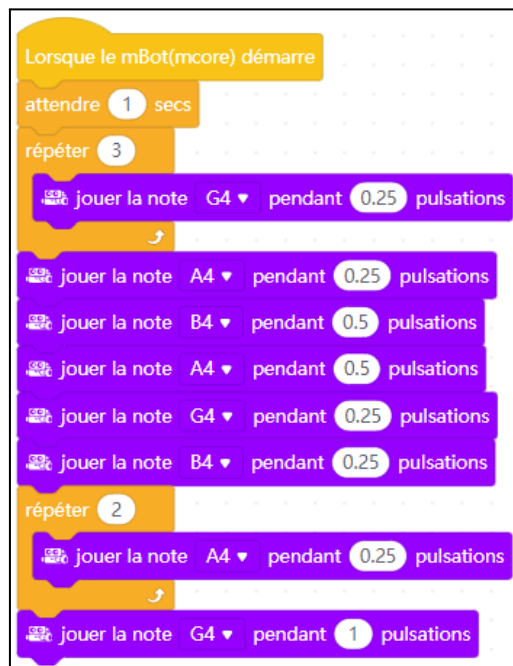 Lorsque le mBot(mcore) démarre
attendre 1 secs
répéter 3
jouer la note G4 pendant 0.25 pulsations
jouer la note A4 pendant 0.25 pulsations
jouer la note B4 pendant 0.5 pulsations
jouer la note A4 pendant 0.5 pulsations
jouer la note G4 pendant 0.25 pulsations
jouer la note B4 pendant 0.25 pulsations
répéter 2
jouer la note A4 pendant 0.25 pulsations
jouer la note G4 pendant 1 pulsations